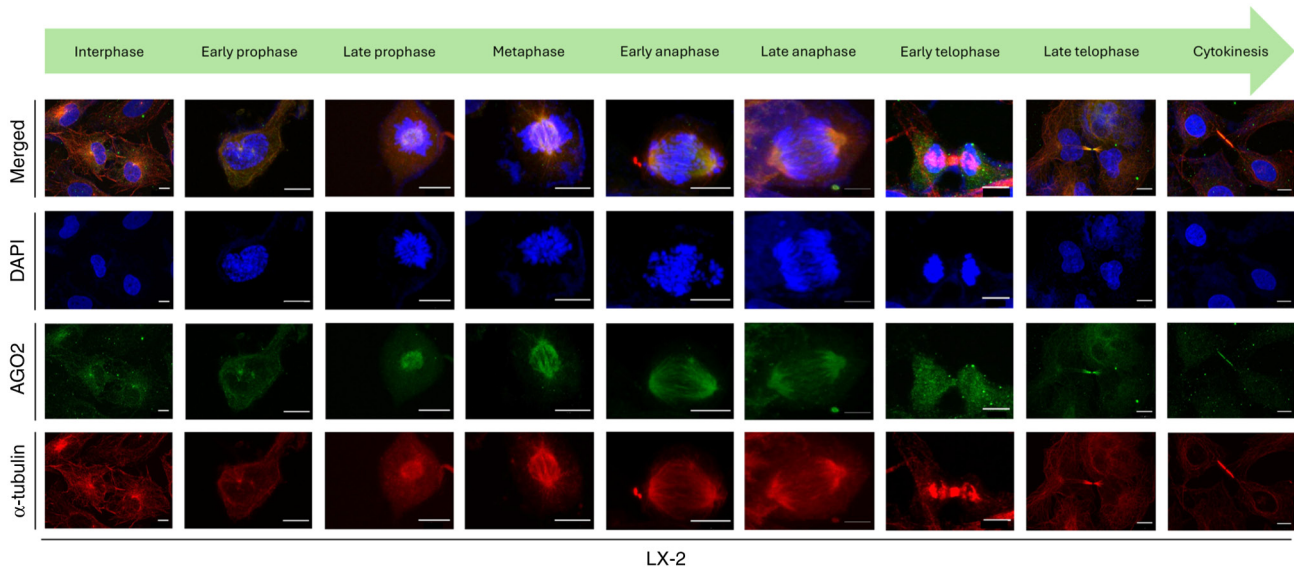 Interphase
Early prophase
Late prophase
Metaphase
Early anaphase
Late anaphase
Early telophase
Late telophase
Cytokinesis
Merged
DAPI
AGO2
α-tubulin
LX-2